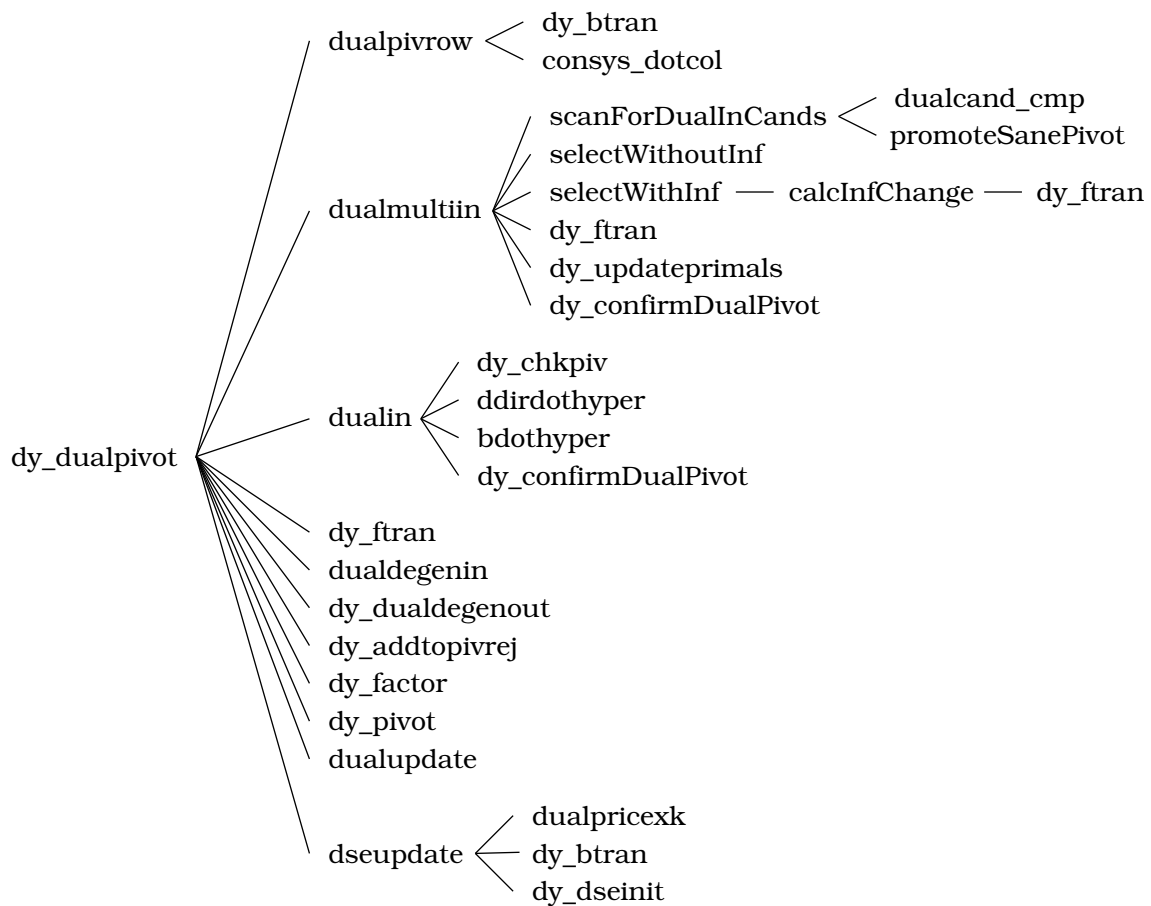 dy_dualpivot
dualpivrow
dy_btran
consys_dotcol
dualmultiin
scanForDualInCands
dualcand_cmp
promoteSanePivot
selectWithoutInf
selectWithInf
calcInfChange
dy_ftran
dy_ftran
dy_updateprimals
dy_confirmDualPivot
dualin
dy_chkpiv
ddirdothyper
bdothyper
dy_confirmDualPivot
dy_ftran
dualdegenin
dy_dualdegenout
dy_addtopivrej
dy_factor
dy_pivot
dualupdate
dseupdate
dualpricexk
dy_btran
dy_dseinit